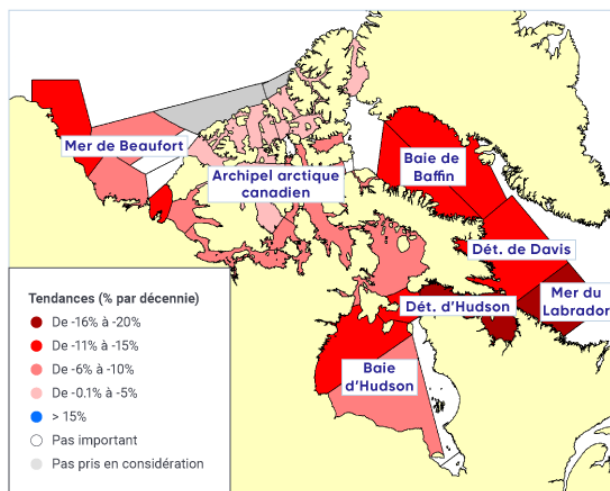 Mer de Beaufort
Archipel arctique
canadien
Baie de
Baffin
Dét. de Davis
Mer du
Labrador
Dét. d'Hudson
Baie
d'Hudson
Tendances (% par décennie)
De -16% à -20%
De -11% à -15%
De -6% à -10%
De -0.1% à -5%
> 15%
Pas important
Pas pris en considération